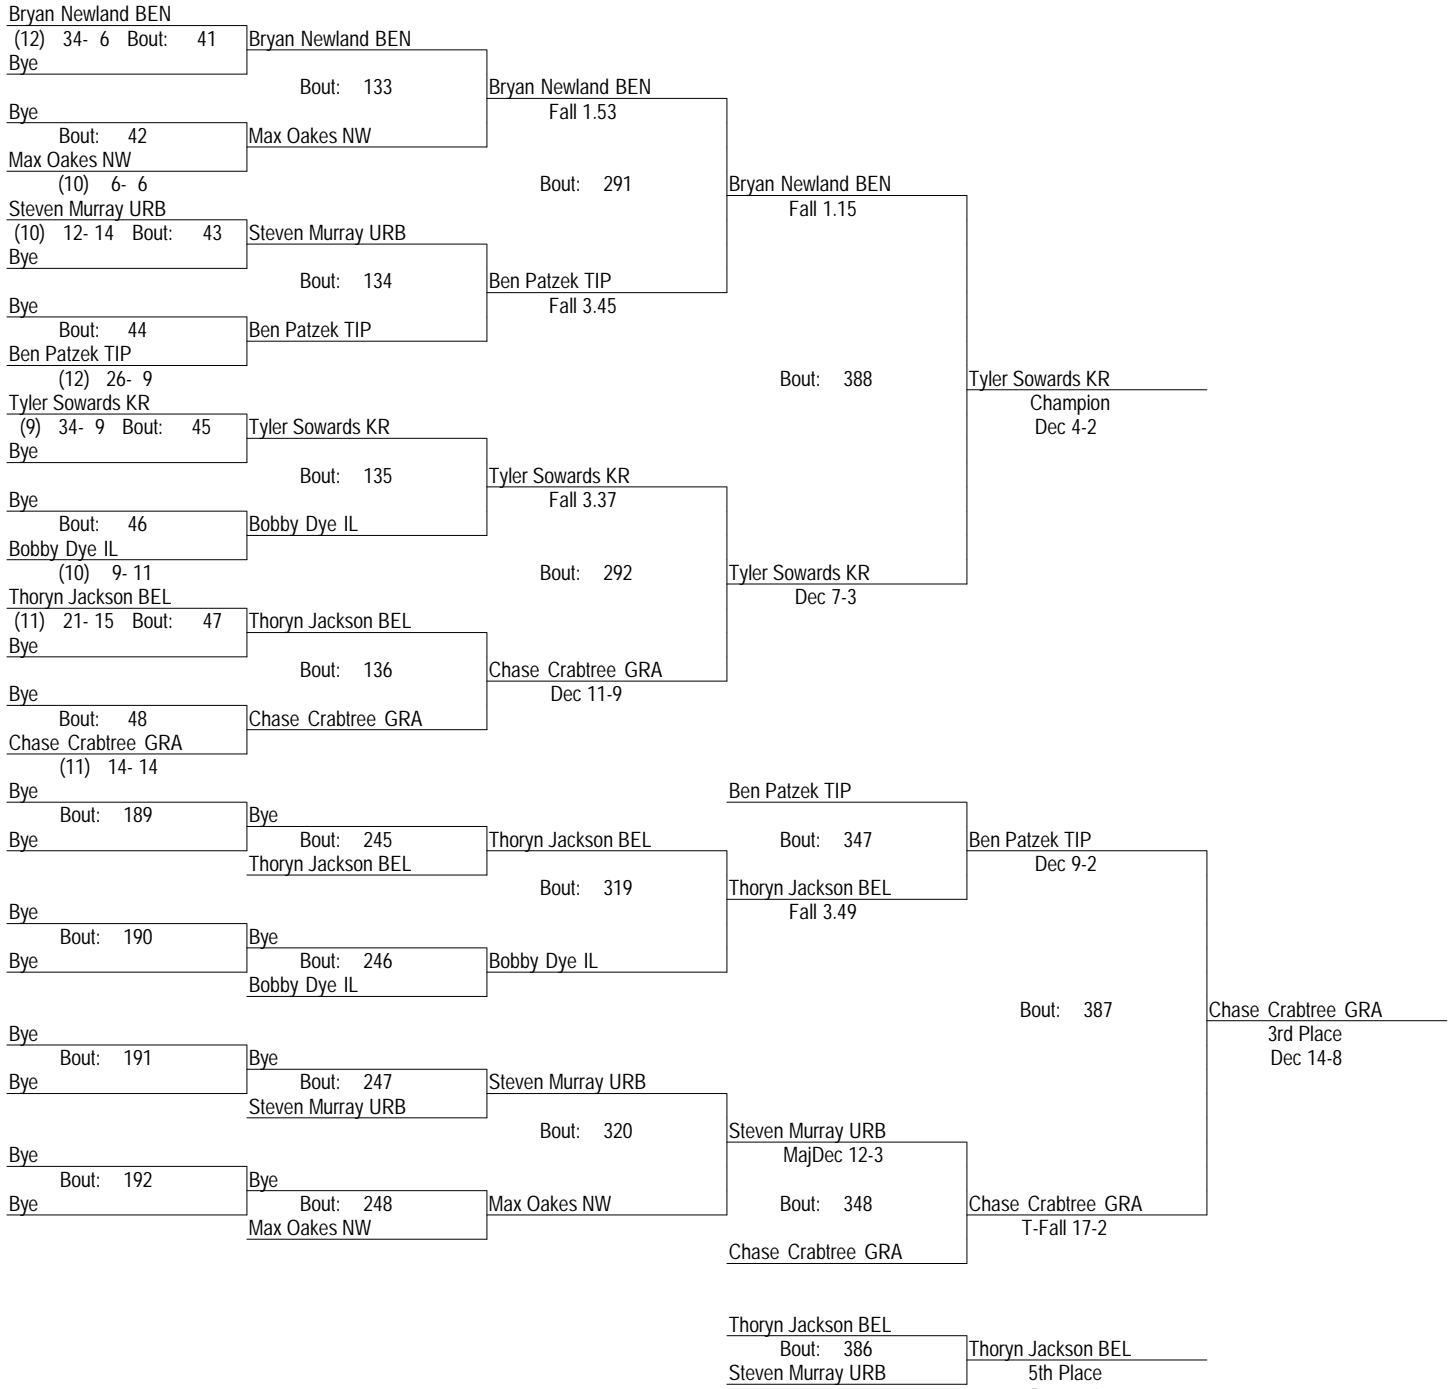 Bryan Newland BEN
(12) 34- 6 Bout: 41 Bryan Newland BEN
Bye
Bout: 133 Bryan Newland BEN
Bye Fall 1.53
Bout: 42 Max Oakes NW
Max Oakes NW
(10) 6- 6 Bout: 291 Bryan Newland BEN
Steven Murray URB Fall 1.15
(10) 12- 14 Bout: 43 Steven Murray URB
Bye
Bout: 134 Ben Patzek TIP
Bye Fall 3.45
Bout: 44 Ben Patzek TIP
Ben Patzek TIP
(12) 26- 9 Bout: 388 Tyler Sowards KR
Tyler Sowards KR Champion
(9) 34- 9 Bout: 45 Tyler Sowards KR Dec 4-2
Bye
Bout: 135 Tyler Sowards KR
Bye Fall 3.37
Bout: 46 Bobby Dye IL
Bobby Dye IL
(10) 9- 11 Bout: 292 Tyler Sowards KR
Thoryn Jackson BEL Dec 7-3
(11) 21- 15 Bout: 47 Thoryn Jackson BEL
Bye
Bout: 136 Chase Crabtree GRA
Bye Dec 11-9
Bout: 48 Chase Crabtree GRA
Chase Crabtree GRA
(11) 14- 14
Bye Ben Patzek TIP
Bout: 189 Bye
Bye Bout: 245 Thoryn Jackson BEL Bout: 347 Ben Patzek TIP
Thoryn Jackson BEL Dec 9-2
Bout: 319 Thoryn Jackson BEL
Bye Fall 3.49
Bout: 190 Bye
Bye Bout: 246 Bobby Dye IL
Bobby Dye IL
Bout: 387 Chase Crabtree GRA
Bye 3rd Place
Bout: 191 Bye Dec 14-8
Bye Bout: 247 Steven Murray URB
Steven Murray URB
Bout: 320 Steven Murray URB
Bye MajDec 12-3
Bout: 192 Bye
Bye Bout: 248 Max Oakes NW Bout: 348 Chase Crabtree GRA
Max Oakes NW T-Fall 17-2
Chase Crabtree GRA
Thoryn Jackson BEL
Bout: 386 Thoryn Jackson BEL
Steven Murray URB 5th Place